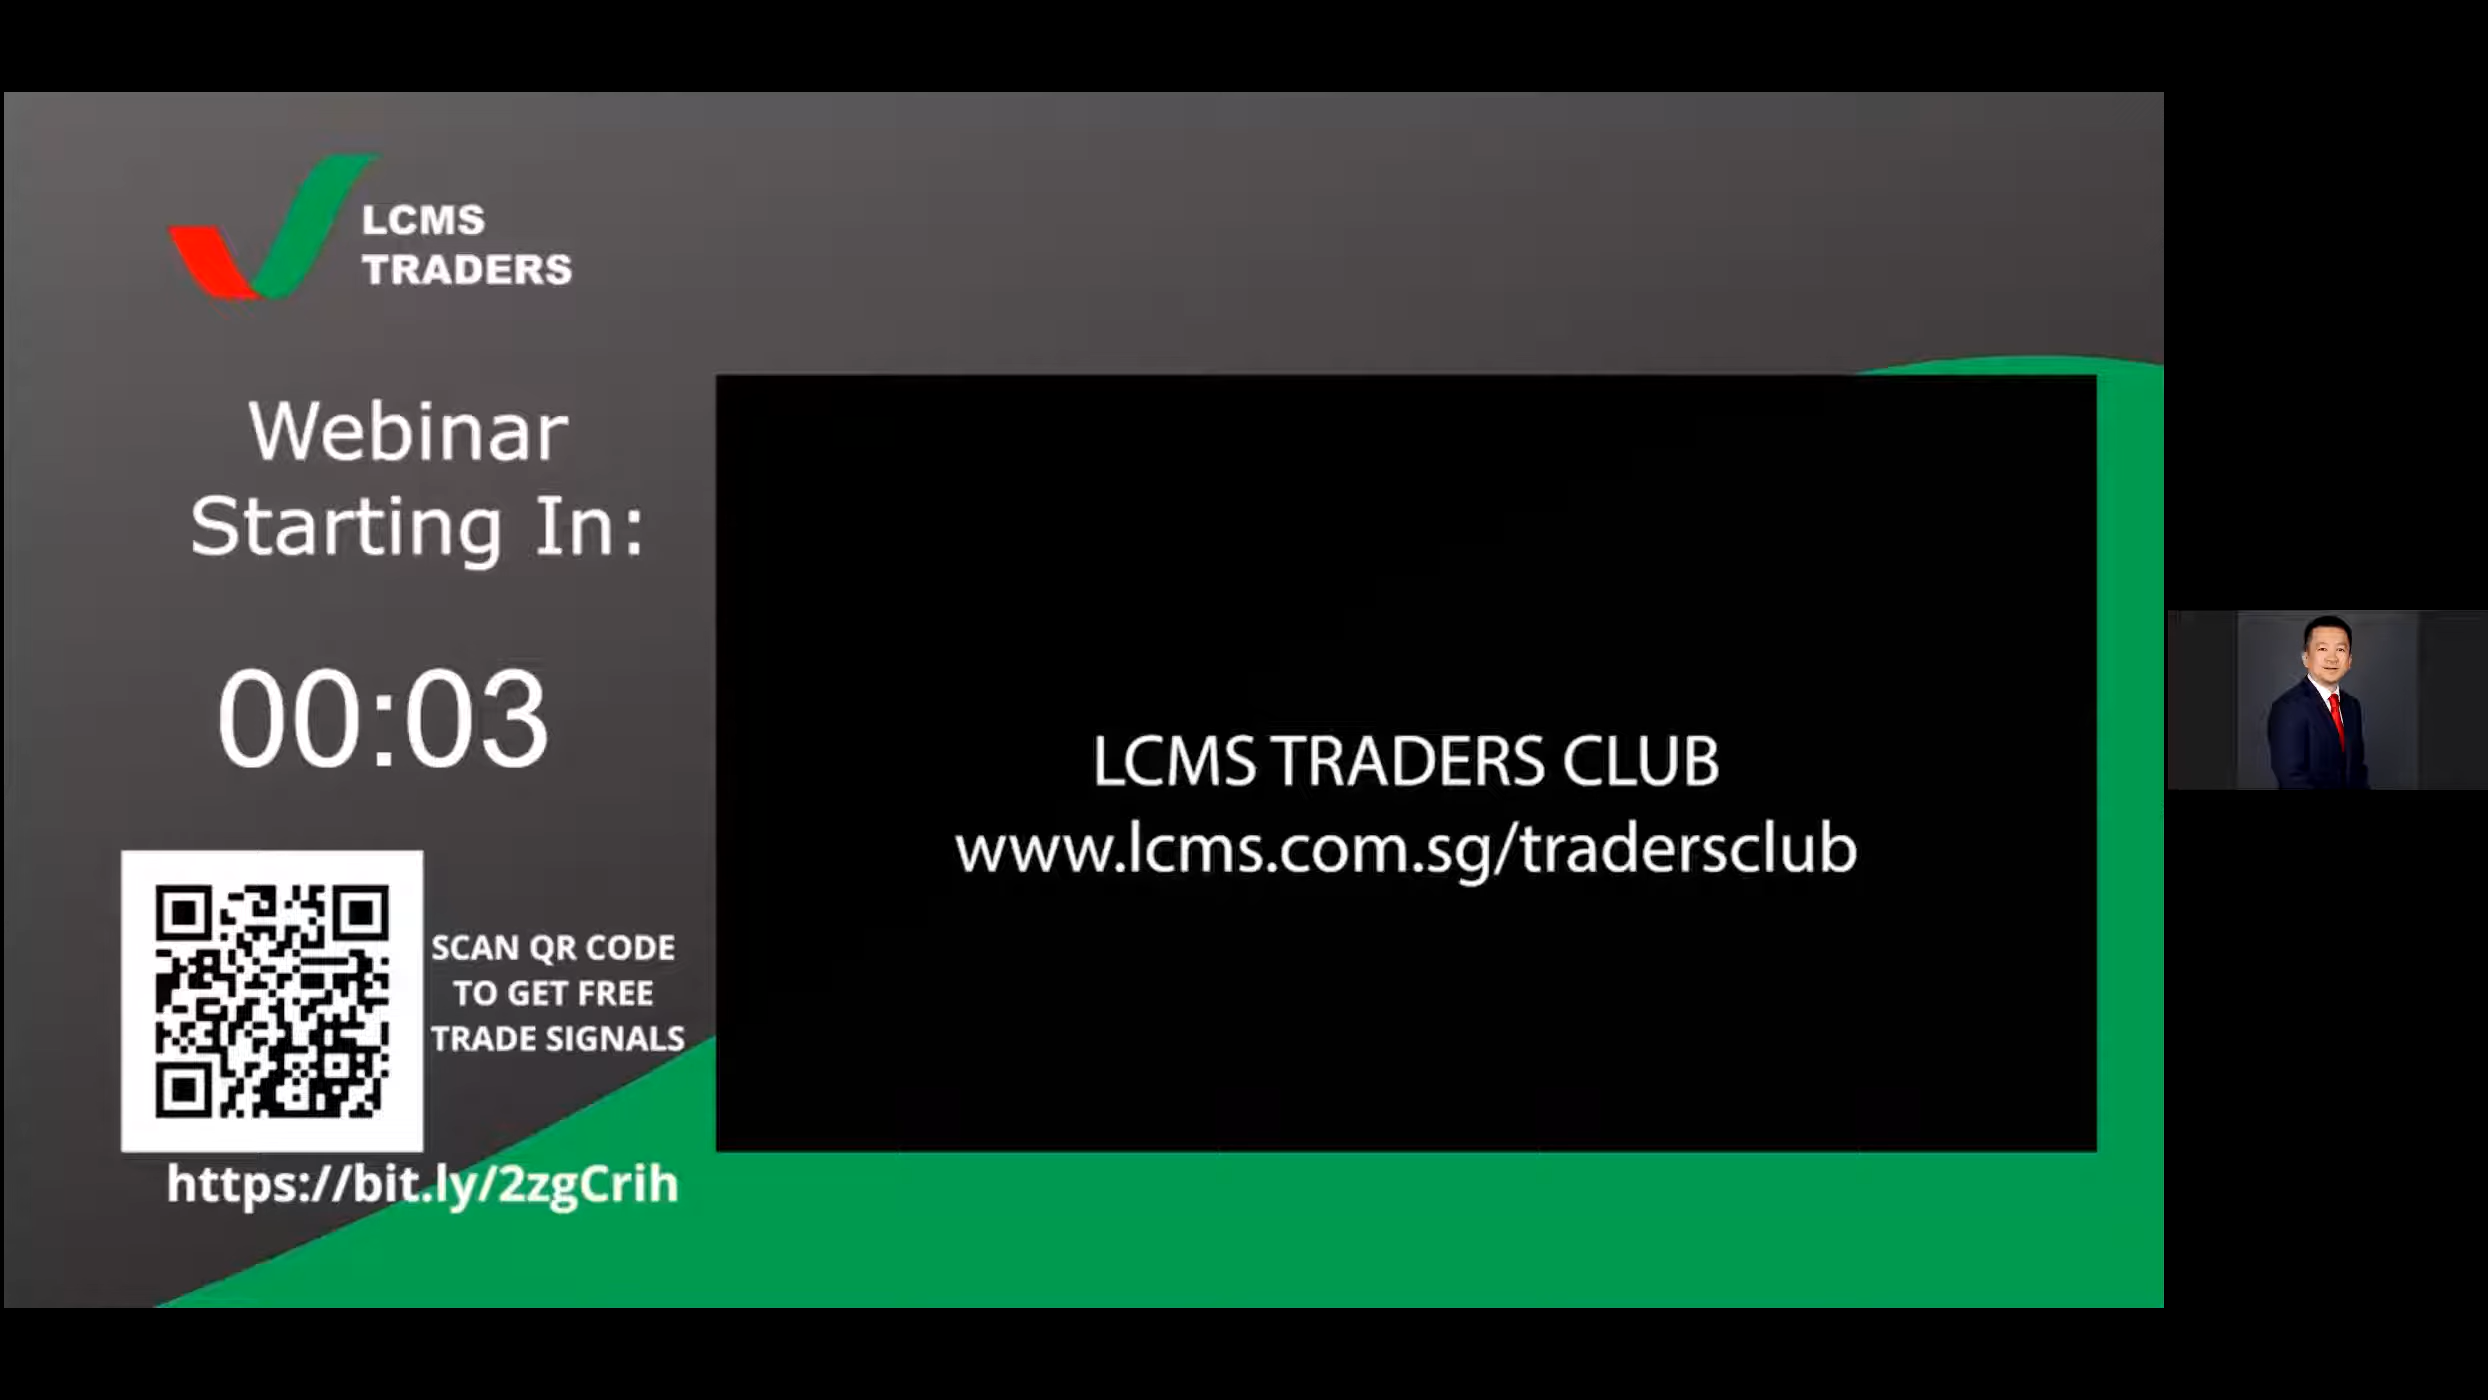 LCMS
TRADERS
Webinar
Starting In:
00:03
SCAN QR CODE
TO GET FREE
TRADE SIGNALS
https://bit.ly/2zgCrih
LCMS TRADERS CLUB
www.lcms.com.sg/tradersclub